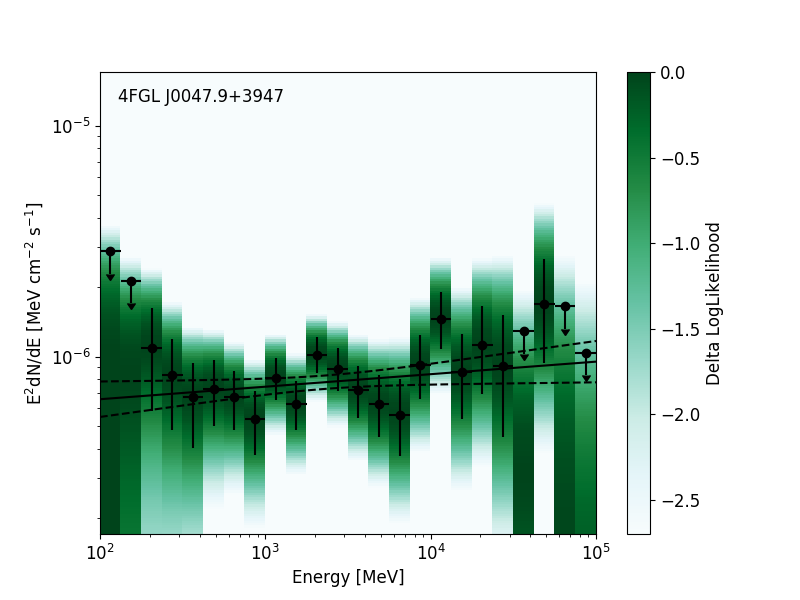 4FGL J0047.9+3947
10⁻⁵
10⁻⁶
E²dN/dE [MeV cm⁻² s⁻¹]
10² 10³ 10⁴ 10⁵
Energy [MeV]
0.0
−0.5
−1.0
−1.5
−2.0
−2.5
Delta LogLikelihood